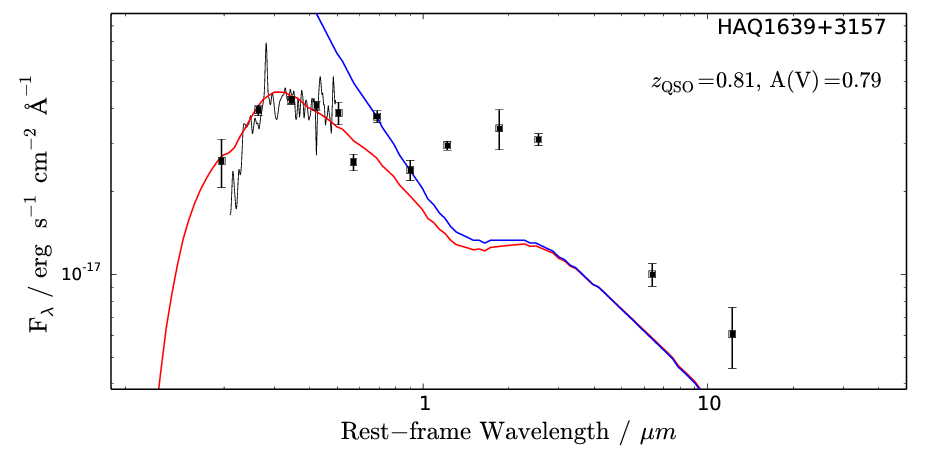 HAQ1639+3157
z_QSO=0.81, A(V)=0.79
F_λ / erg s⁻¹ cm⁻² Å⁻¹
10⁻¹⁷
1 10
Rest−frame Wavelength / μm